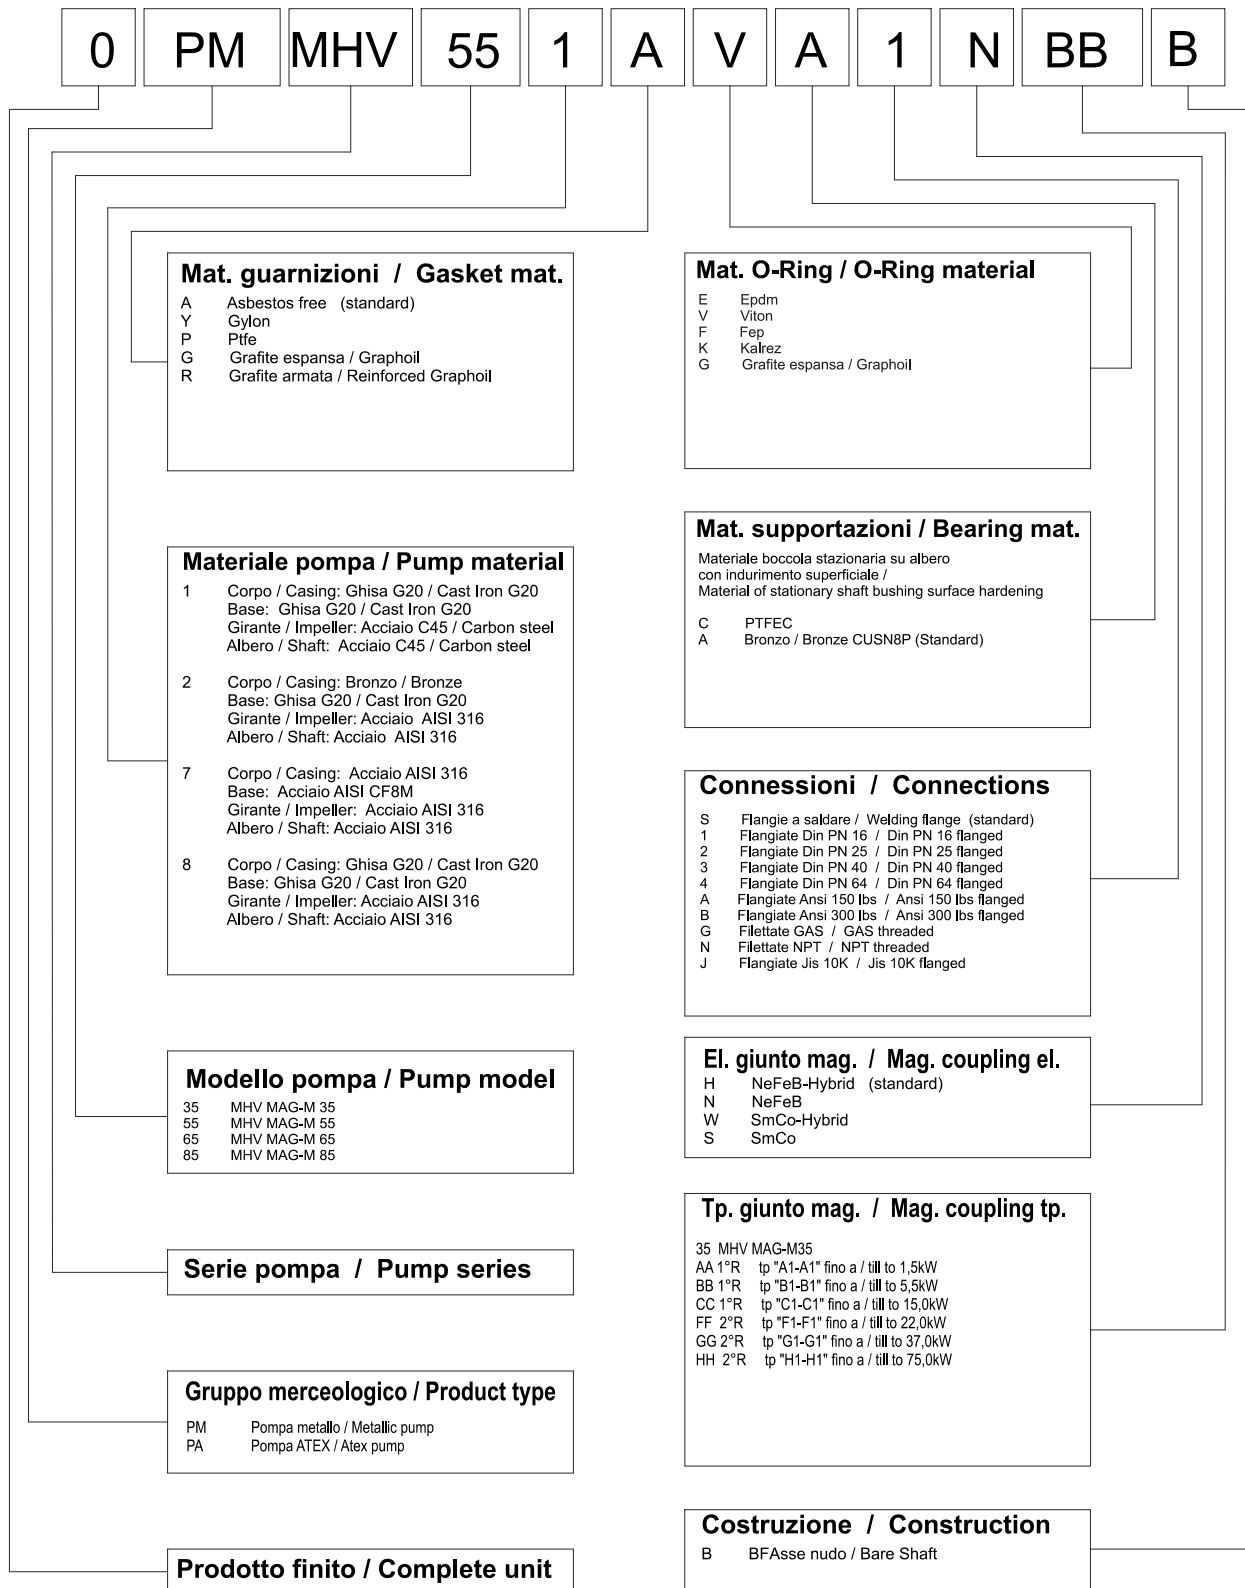 0 PM MHV 55 1 A V A 1 N BB B
Mat. guarnizioni / Gasket mat.
A Asbestos free (standard)
Y Gylon
P Ptfe
G Grafite espansa / Graphoil
R Grafite armata / Reinforced Graphoil
Materiale pompa / Pump material
1 Corpo / Casing: Ghisa G20 / Cast Iron G20
Base: Ghisa G20 / Cast Iron G20
Girante / Impeller: Acciaio C45 / Carbon steel
Albero / Shaft: Acciaio C45 / Carbon steel
2 Corpo / Casing: Bronzo / Bronze
Base: Ghisa G20 / Cast Iron G20
Girante / Impeller: Acciaio AISI 316
Albero / Shaft: Acciaio AISI 316
7 Corpo / Casing: Acciaio AISI 316
Base: Acciaio AISI CF8M
Girante / Impeller: Acciaio AISI 316
Albero / Shaft: Acciaio AISI 316
8 Corpo / Casing: Ghisa G20 / Cast Iron G20
Base: Ghisa G20 / Cast Iron G20
Girante / Impeller: Acciaio AISI 316
Albero / Shaft: Acciaio AISI 316
Modello pompa / Pump model
35 MHV MAG-M 35
55 MHV MAG-M 55
65 MHV MAG-M 65
85 MHV MAG-M 85
Serie pompa / Pump series
Gruppo merceologico / Product type
PM Pompa metallo / Metallic pump
PA Pompa ATEX / Atex pump
Prodotto finito / Complete unit
Mat. O-Ring / O-Ring material
E Epdm
V Viton
F Fep
K Kalrez
G Grafite espansa / Graphoil
Mat. supportazioni / Bearing mat.
Materiale boccola stazionaria su albero
con indurimento superficiale /
Material of stationary shaft bushing surface hardening
C PTFEC
A Bronzo / Bronze CUSN8P (Standard)
Connessioni / Connections
S Flangie a saldare / Welding flange (standard)
1 Flangiate Din PN 16 / Din PN 16 flanged
2 Flangiate Din PN 25 / Din PN 25 flanged
3 Flangiate Din PN 40 / Din PN 40 flanged
4 Flangiate Din PN 64 / Din PN 64 flanged
A Flangiate Ansi 150 lbs / Ansi 150 lbs flanged
B Flangiate Ansi 300 lbs / Ansi 300 lbs flanged
G Filettate GAS / GAS threaded
N Filettate NPT / NPT threaded
J Flangiate Jis 10K / Jis 10K flanged
El. giunto mag. / Mag. coupling el.
H NeFeB-Hybrid (standard)
N NeFeB
W SmCo-Hybrid
S SmCo
Tp. giunto mag. / Mag. coupling tp.
35 MHV MAG-M35
AA 1°R tp "A1-A1" fino a / till to 1,5kW
BB 1°R tp "B1-B1" fino a / till to 5,5kW
CC 1°R tp "C1-C1" fino a / till to 15,0kW
FF 2°R tp "F1-F1" fino a / till to 22,0kW
GG 2°R tp "G1-G1" fino a / till to 37,0kW
HH 2°R tp "H1-H1" fino a / till to 75,0kW
Costruzione / Construction
B BFAsse nudo / Bare Shaft